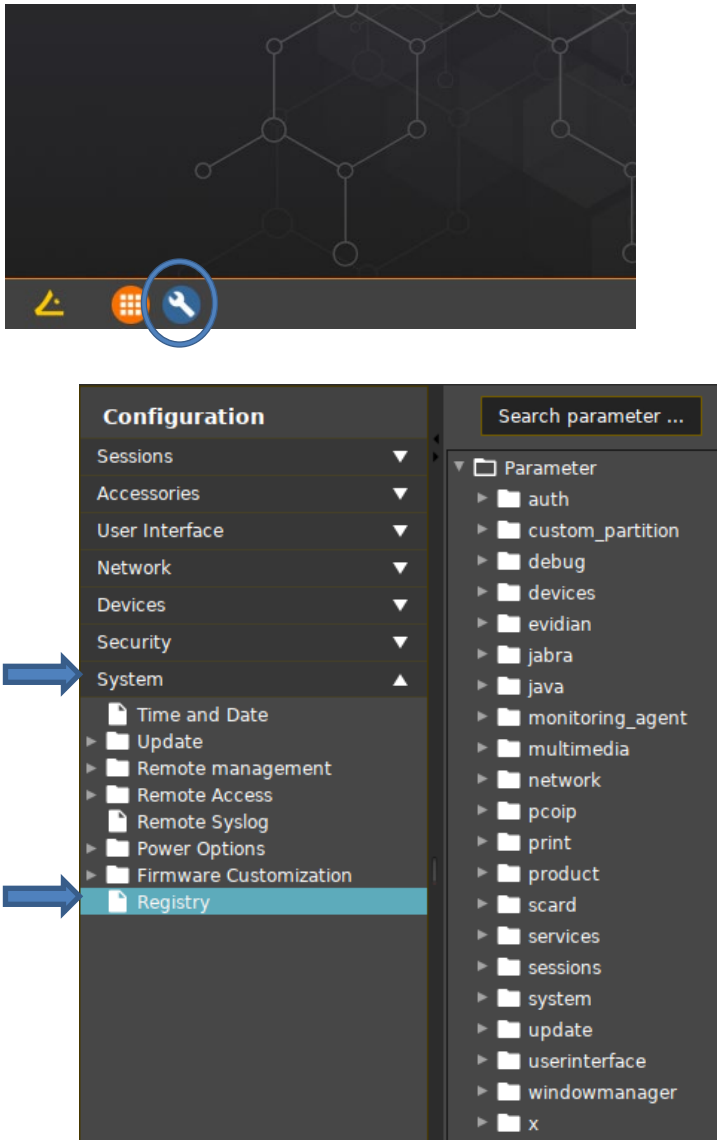 Configuration
Sessions
Accessories
User Interface
Network
Devices
Security
System
Time and Date
Update
Remote management
Remote Access
Remote Syslog
Power Options
Firmware Customization
Registry
Search parameter ...
Parameter
auth
custom_partition
debug
devices
evidian
jabra
java
monitoring_agent
multimedia
network
pcoip
print
product
scard
services
sessions
system
update
userinterface
windowmanager
x